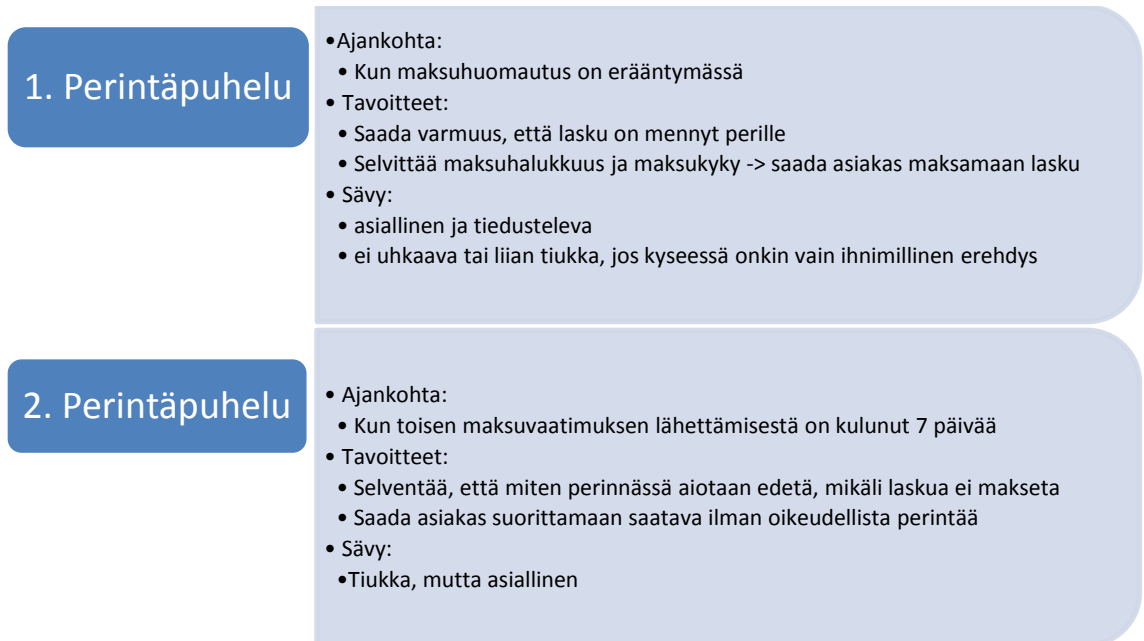 1. Perintäpuhelu
•Ajankohta:
• Kun maksuhuomautus on erääntymässä
• Tavoitteet:
• Saada varmuus, että lasku on mennyt perille
• Selvittää maksuhalukkuus ja maksukyky -> saada asiakas maksamaan lasku
• Sävy:
• asiallinen ja tiedusteleva
• ei uhkaava tai liian tiukka, jos kyseessä onkin vain ihnimillinen erehdys
2. Perintäpuhelu
• Ajankohta:
• Kun toisen maksuvaatimuksen lähettämisestä on kulunut 7 päivää
• Tavoitteet:
• Selventää, että miten perinnässä aiotaan edetä, mikäli laskua ei makseta
• Saada asiakas suorittamaan saatava ilman oikeudellista perintää
• Sävy:
•Tiukka, mutta asiallinen